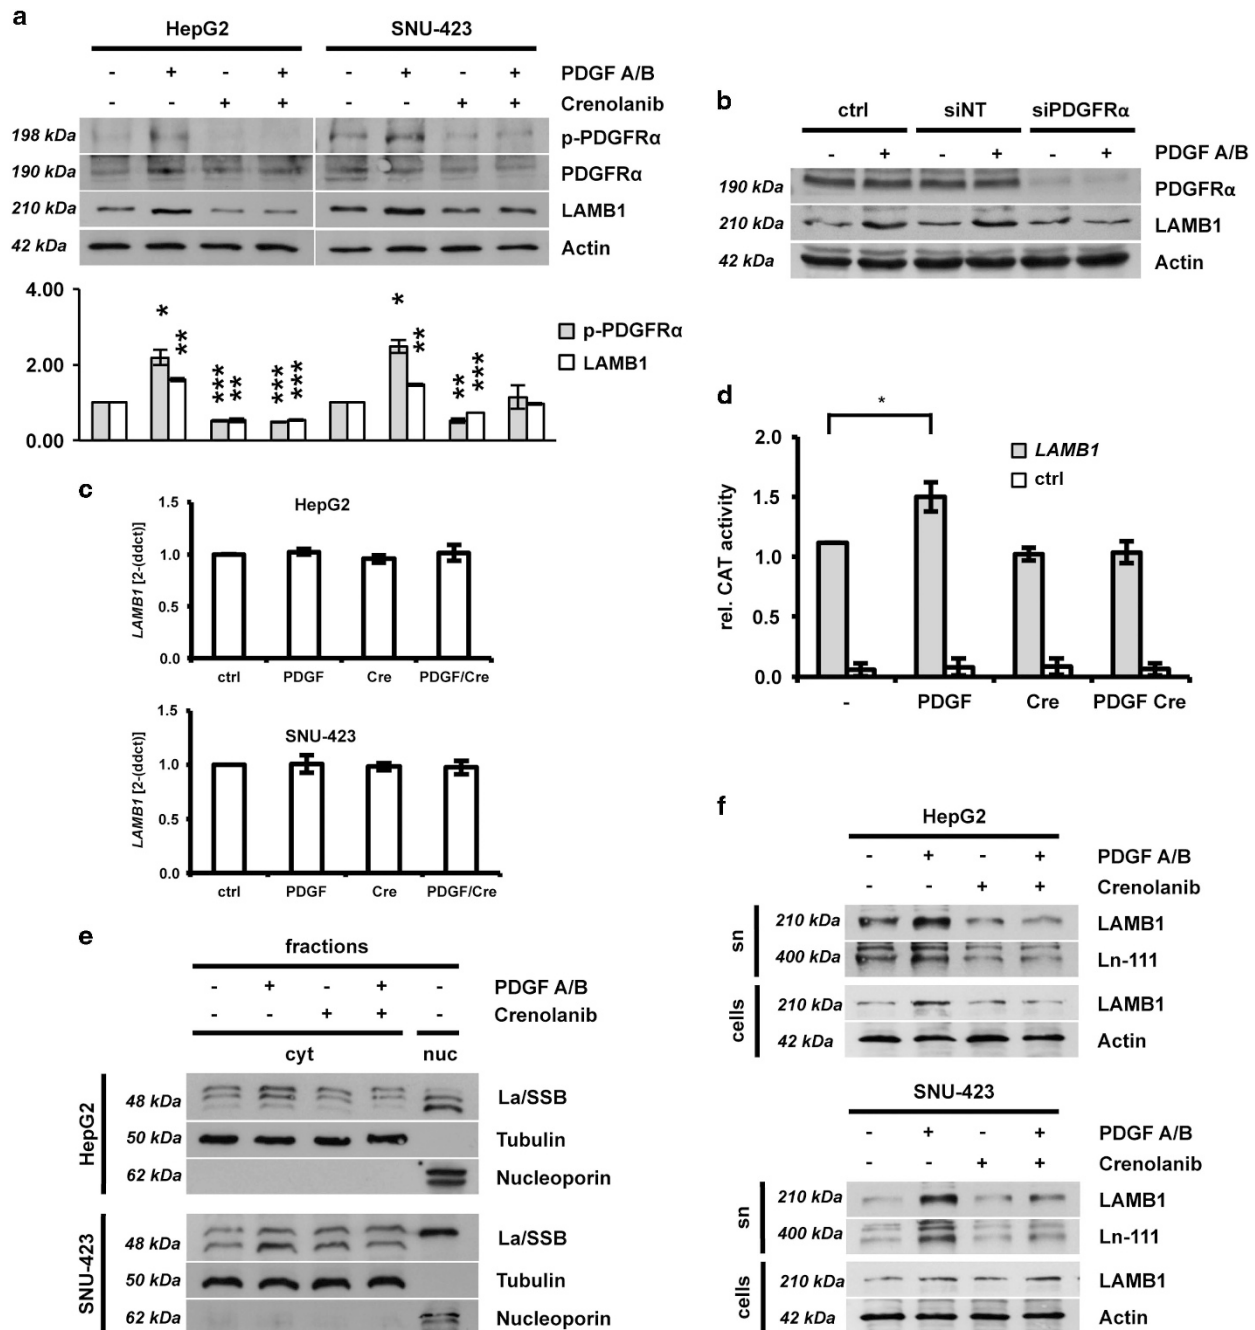 a
HepG2 SNU-423
- + - + - + - + PDGF A/B
- - + + - - + + Crenolanib
198 kDa p-PDGFRα
190 kDa PDGFRα
210 kDa LAMB1
42 kDa Actin
4.00
2.00
0.00
* ** *** ** *** *** * ** ** ***
p-PDGFRα
LAMB1
b
ctrl siNT siPDGFRα
- + - + - + PDGF A/B
190 kDa PDGFRα
210 kDa LAMB1
42 kDa Actin
c
HepG2
LAMB1 [2-(ddct)]
1.5
1.0
0.5
0.0
ctrl PDGF Cre PDGF/Cre
SNU-423
LAMB1 [2-(ddct)]
1.5
1.0
0.5
0.0
ctrl PDGF Cre PDGF/Cre
d
*
LAMB1
ctrl
rel. CAT activity
2.0
1.5
1.0
0.5
0.0
- PDGF Cre PDGF Cre
e
fractions
- + - + - PDGF A/B
- - + + - Crenolanib
cyt nuc
HepG2
48 kDa La/SSB
50 kDa Tubulin
62 kDa Nucleoporin
SNU-423
48 kDa La/SSB
50 kDa Tubulin
62 kDa Nucleoporin
f
HepG2
- + - + PDGF A/B
- - + + Crenolanib
sn
210 kDa LAMB1
400 kDa Ln-111
cells
210 kDa LAMB1
42 kDa Actin
SNU-423
- + - + PDGF A/B
- - + + Crenolanib
sn
210 kDa LAMB1
400 kDa Ln-111
cells
210 kDa LAMB1
42 kDa Actin